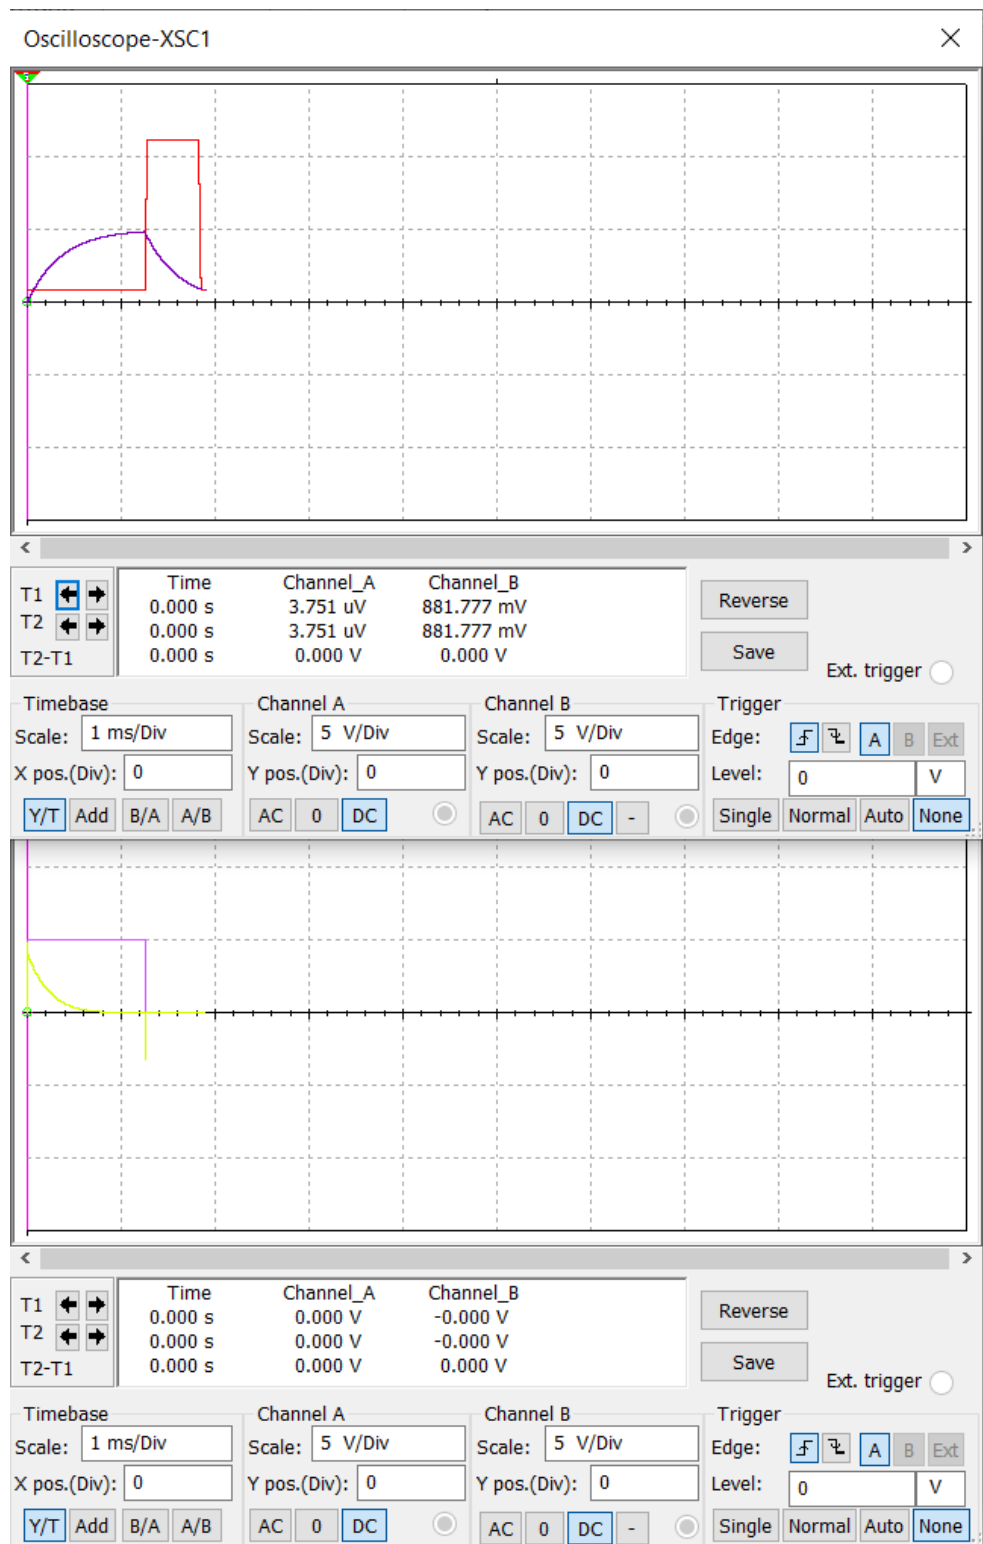 Oscilloscope-XSC1
Time Channel_A Channel_B
T1 0.000 s 3.751 uV 881.777 mV
T2 0.000 s 3.751 uV 881.777 mV
T2-T1 0.000 s 0.000 V 0.000 V
Reverse
Save
Ext. trigger
Timebase
Scale: 1 ms/Div
X pos.(Div): 0
Y/T Add B/A A/B
Channel A
Scale: 5 V/Div
Y pos.(Div): 0
AC 0 DC
Channel B
Scale: 5 V/Div
Y pos.(Div): 0
AC 0 DC -
Trigger
Edge: A B Ext
Level: 0 V
Single Normal Auto None
Time Channel_A Channel_B
T1 0.000 s 0.000 V -0.000 V
T2 0.000 s 0.000 V -0.000 V
T2-T1 0.000 s 0.000 V 0.000 V
Reverse
Save
Ext. trigger
Timebase
Scale: 1 ms/Div
X pos.(Div): 0
Y/T Add B/A A/B
Channel A
Scale: 5 V/Div
Y pos.(Div): 0
AC 0 DC
Channel B
Scale: 5 V/Div
Y pos.(Div): 0
AC 0 DC -
Trigger
Edge: A B Ext
Level: 0 V
Single Normal Auto None